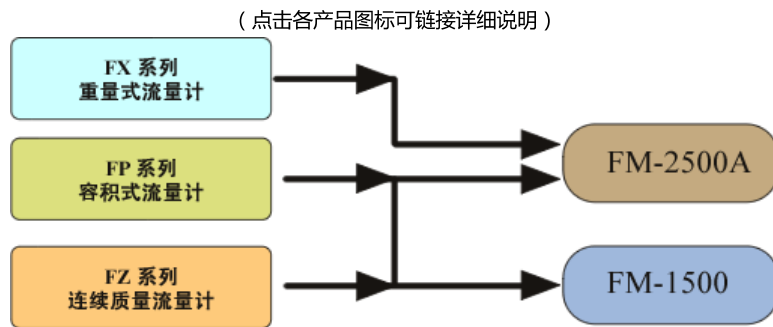 （点击各产品图标可链接详细说明）
FX 系列
重量式流量计
FP 系列
容积式流量计
FM-2500A
FZ 系列
连续质量流量计
FM-1500